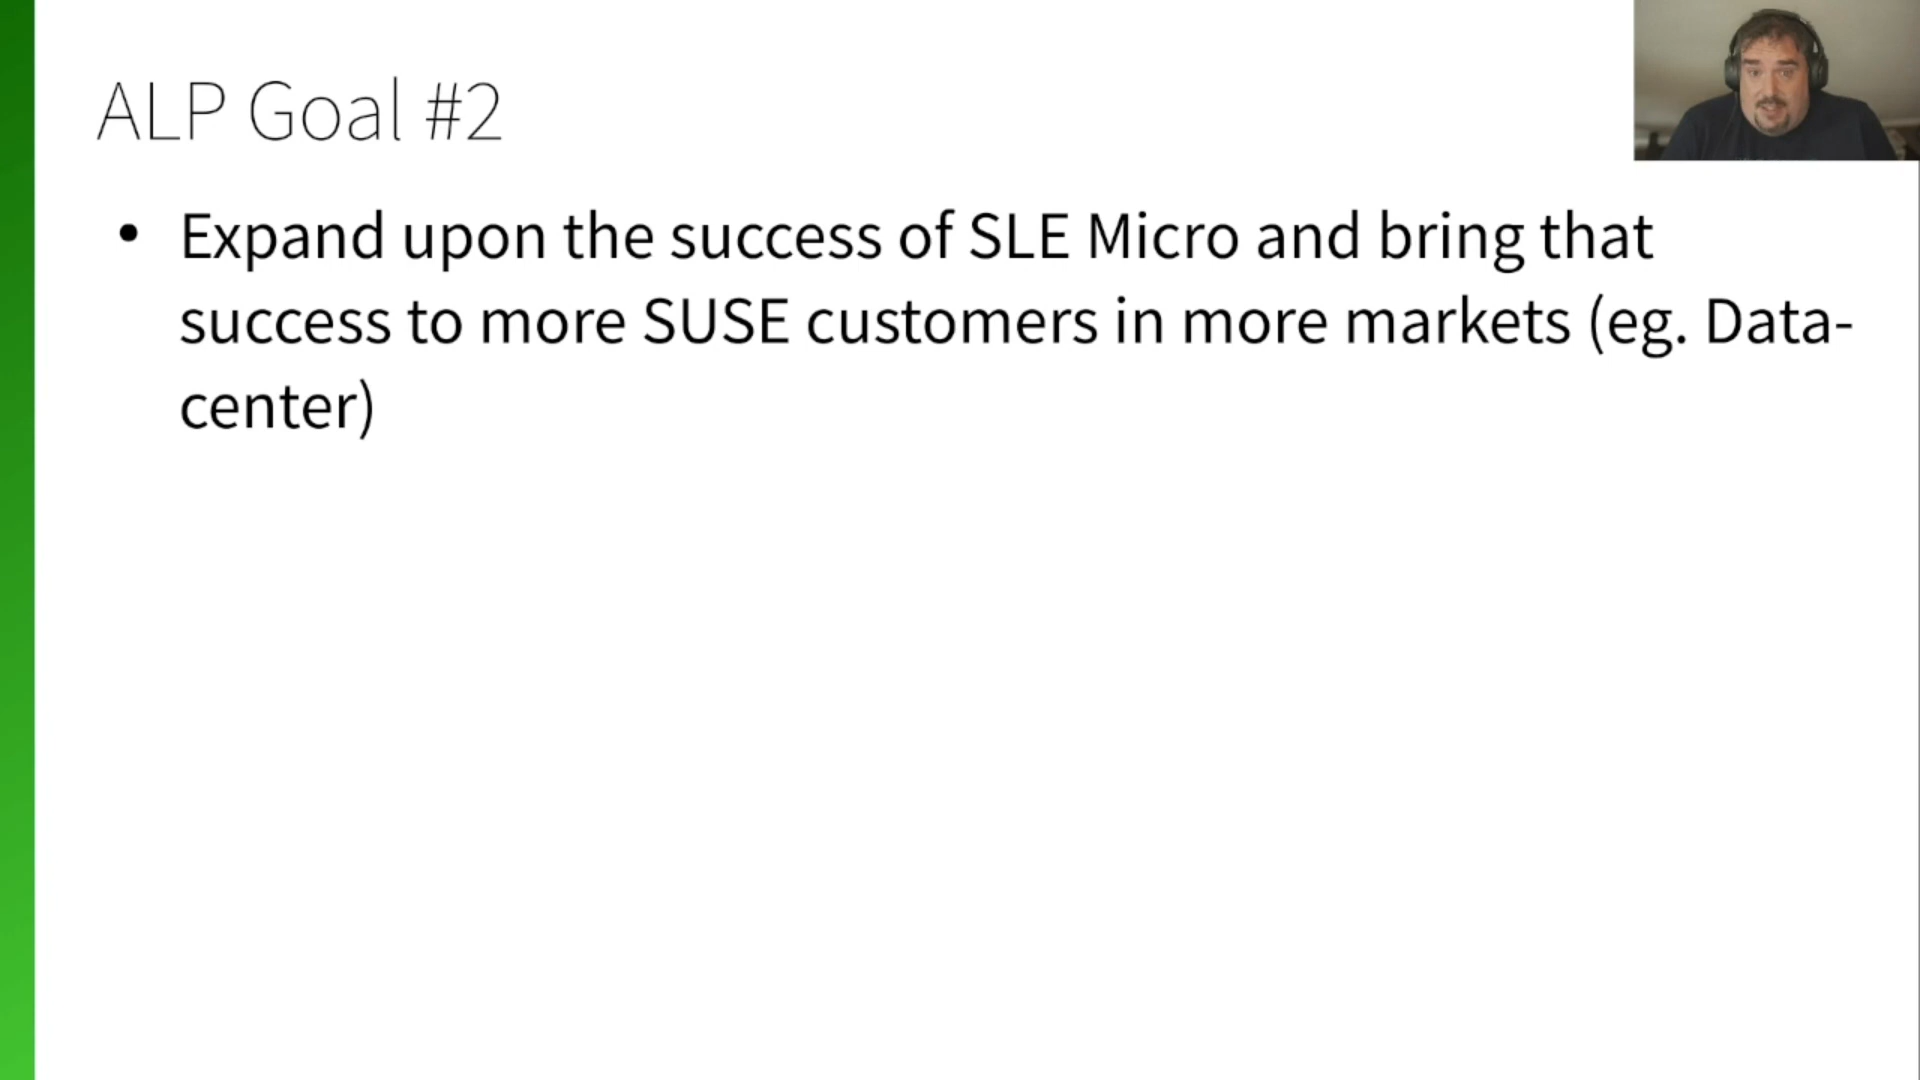 ALP Goal #2
• Expand upon the success of SLE Micro and bring that
success to more SUSE customers in more markets (eg. Data-
center)